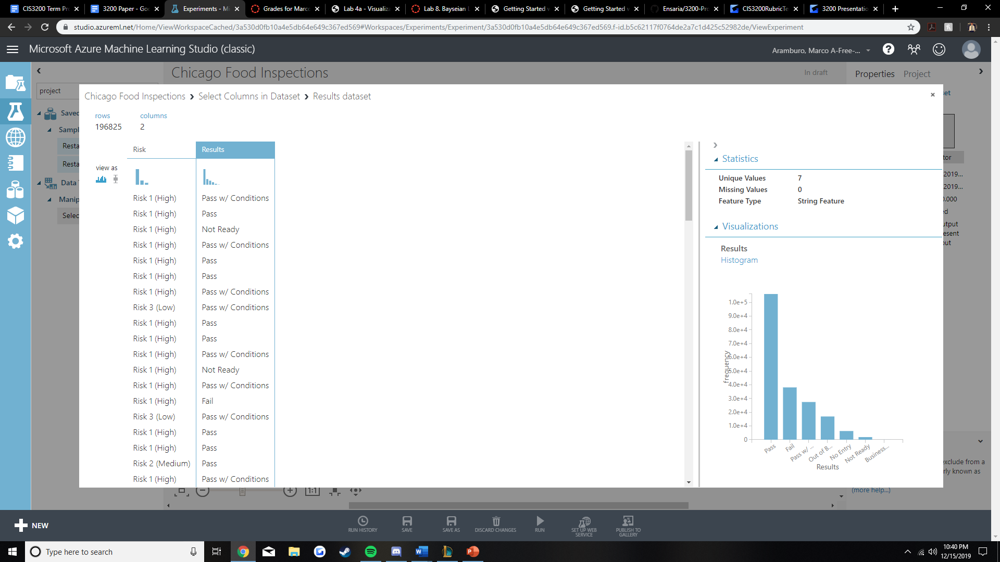 CIS3200 Term Pr
3200 Paper - Goo
Experiments - Mi
Grades for Marco
Lab 4a - Visualiza
Lab 8. Bayseian L
Getting Started w
Getting Started w
Ensaria/3200-Pro
CIS3200RubricTe
3200 Presentatio
studio.azureml.net/Home/ViewWorkspaceCached/3a530d0fb10a4e5db64e649c367ed569#Workspaces/Experiments/Experiment/3a530d0fb10a4e5db64e649c367ed569.f-id.b5c62117f0764de2a7c1d425c52982de/ViewExperiment
Microsoft Azure Machine Learning Studio (classic)
Aramburo, Marco A-Free-...
Chicago Food Inspections
In draft
Properties Project
project
Saved
Sampl
Resta
Resta
Data
Manip
Selec
Chicago Food Inspections > Select Columns in Dataset > Results dataset
rows columns
196825 2
Risk Results
view as
Risk 1 (High) Pass w/ Conditions
Risk 1 (High) Pass
Risk 1 (High) Not Ready
Risk 1 (High) Pass w/ Conditions
Risk 1 (High) Pass
Risk 1 (High) Pass
Risk 1 (High) Pass w/ Conditions
Risk 3 (Low) Pass w/ Conditions
Risk 1 (High) Pass
Risk 1 (High) Pass
Risk 1 (High) Pass w/ Conditions
Risk 1 (High) Not Ready
Risk 1 (High) Pass w/ Conditions
Risk 1 (High) Fail
Risk 3 (Low) Pass w/ Conditions
Risk 1 (High) Pass
Risk 1 (High) Pass
Risk 2 (Medium) Pass
Risk 1 (High) Pass w/ Conditions
Statistics
Unique Values 7
Missing Values 0
Feature Type String Feature
Visualizations
Results
Histogram
1.0e+5
9.0e+4
8.0e+4
7.0e+4
6.0e+4
5.0e+4
4.0e+4
3.0e+4
2.0e+4
1.0e+4
0
frequency
Pass
Fail
Pass w/ ...
Out of B...
No Entry
Not Ready
Business...
Results
et
tor
2019...
2019...
0.000
ed
utput
esent
out
exclude from a
rly known as
(more help...)
1:1
NEW
RUN HISTORY
SAVE
SAVE AS
DISCARD CHANGES
RUN
SET UP WEB
SERVICE
PUBLISH TO
GALLERY
Type here to search
10:40 PM
12/15/2019